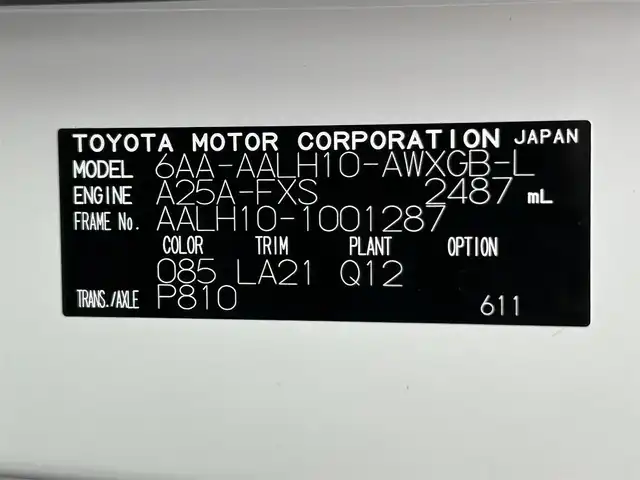 TOYOTA MOTOR CORPORATION JAPAN
MODEL 6AA-AALH10-AWXGB-L
ENGINE A25A-FXS 2487 mL
FRAME No. AALH10-1001287
COLOR TRIM PLANT OPTION
085 LA21 Q12
TRANS./AXLE P810 611